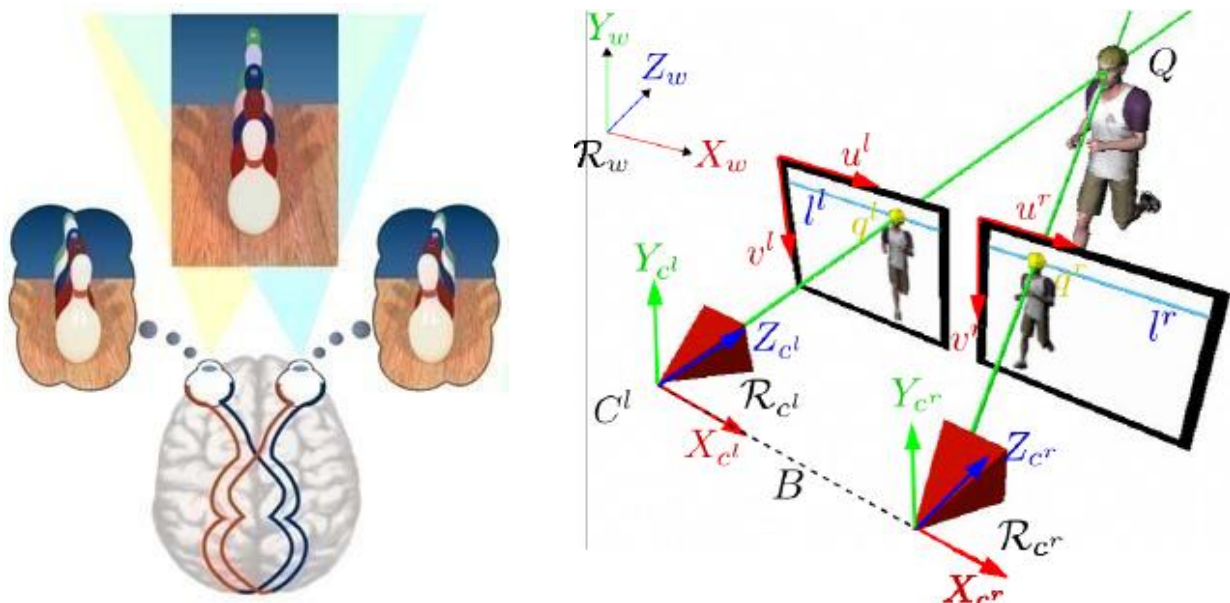 Y_w
Z_w
Q
R_w
X_w
u^l
l^l
q^l
v^l
u^r
q^r
v^r
l^r
Y_{c^l}
Z_{c^l}
C^l
R_{c^l}
X_{c^l}
B
Y_{c^r}
Z_{c^r}
R_{c^r}
X_{c^r}